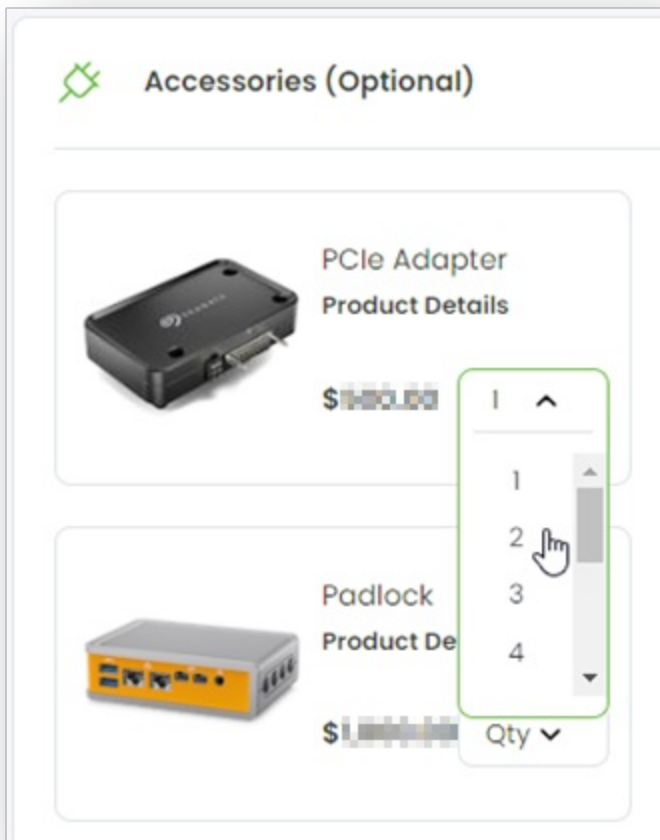 Accessories (Optional)
PCIe Adapter
Product Details
$
1
1
2
3
4
Padlock
Product De
$
Qty